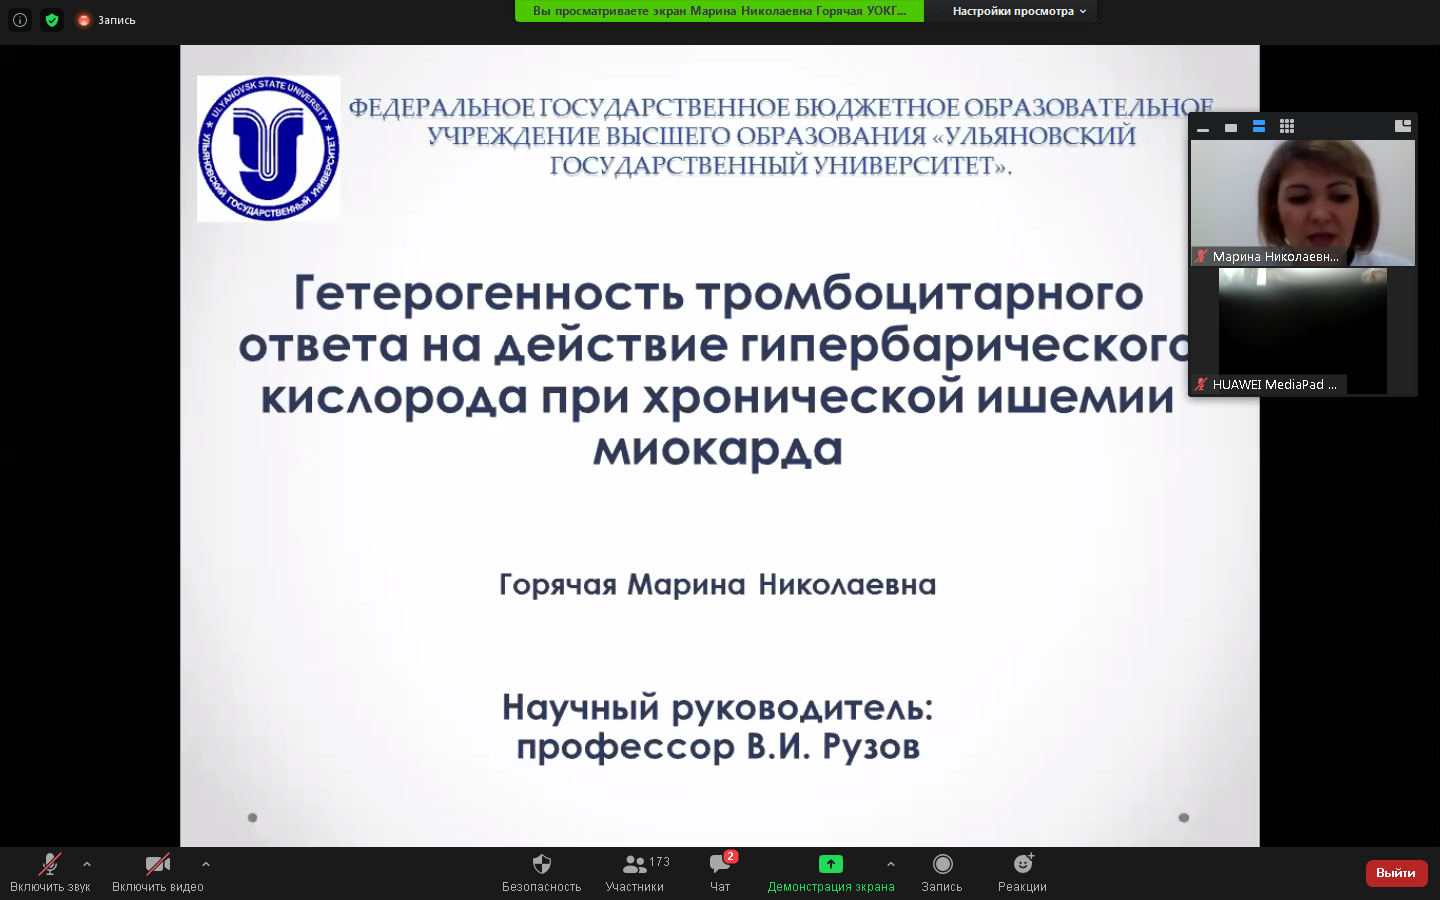 Запись
Вы просматриваете экран Марина Николаевна Горячая УОКГ...
Настройки просмотра
ULYANOVSK STATE UNIVERSITY
УЛЬЯНОВСКИЙ ГОСУДАРСТВЕННЫЙ УНИВЕРСИТЕТ
ФЕДЕРАЛЬНОЕ ГОСУДАРСТВЕННОЕ БЮДЖЕТНОЕ ОБРАЗОВАТЕЛЬНОЕ
УЧРЕЖДЕНИЕ ВЫСШЕГО ОБРАЗОВАНИЯ «УЛЬЯНОВСКИЙ
ГОСУДАРСТВЕННЫЙ УНИВЕРСИТЕТ».
Марина Николаевн...
HUAWEI MediaPad ...
Гетерогенность тромбоцитарного
ответа на действие гипербарического
кислорода при хронической ишемии
миокарда
Горячая Марина Николаевна
Научный руководитель:
профессор В.И. Рузов
Включить звук
Включить видео
Безопасность
173
Участники
2
Чат
Демонстрация экрана
Запись
Реакции
Выйти